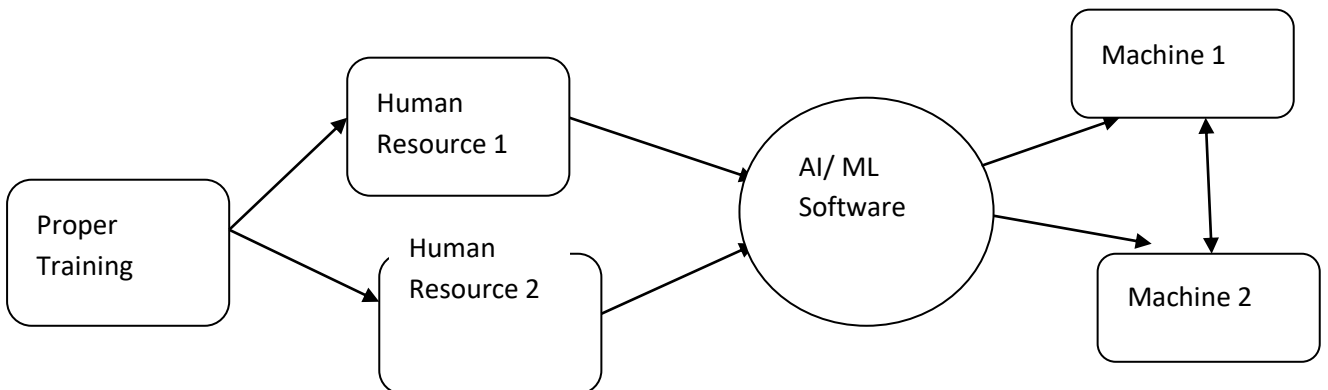 Proper
Training
Human
Resource 1
Human
Resource 2
AI/ ML
Software
Machine 1
Machine 2